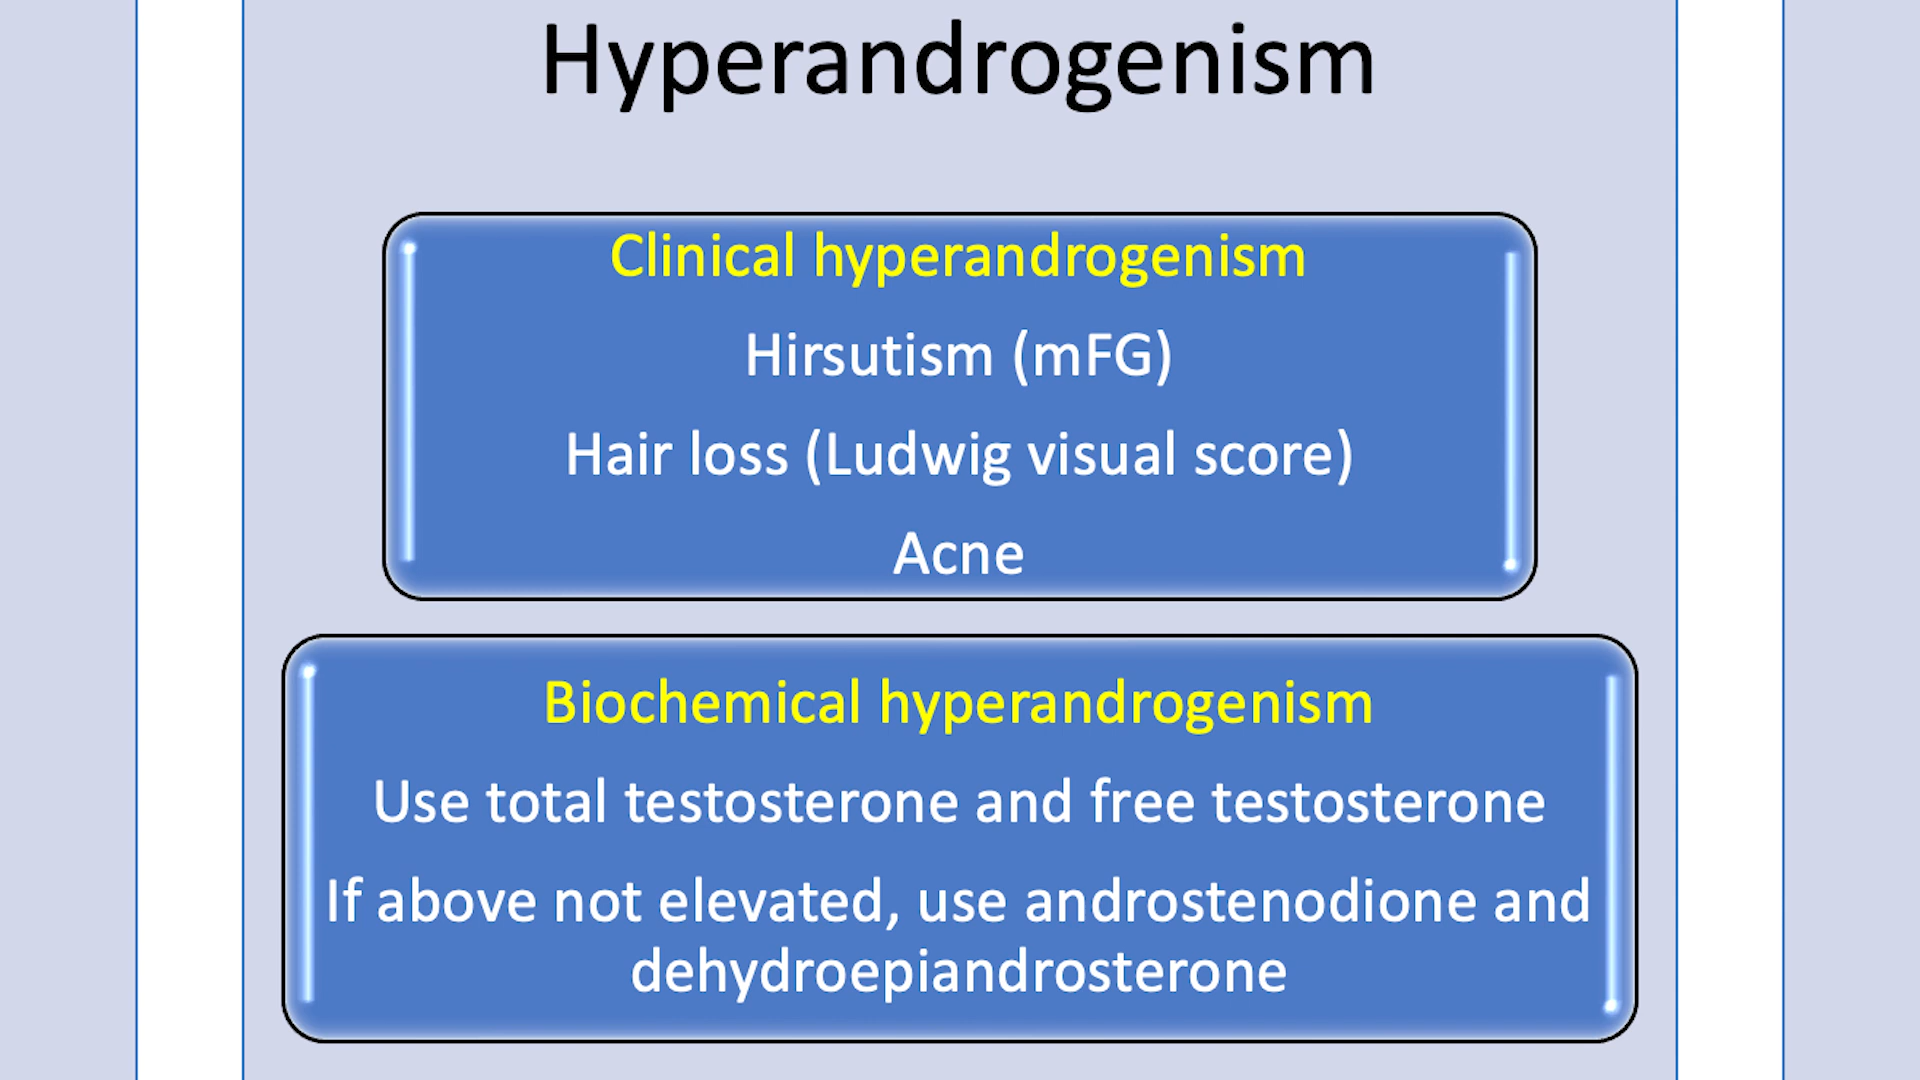 Hyperandrogenism
Clinical hyperandrogenism
Hirsutism (mFG)
Hair loss (Ludwig visual score)
Acne
Biochemical hyperandrogenism
Use total testosterone and free testosterone
If above not elevated, use androstenodione and
dehydroepiandrosterone